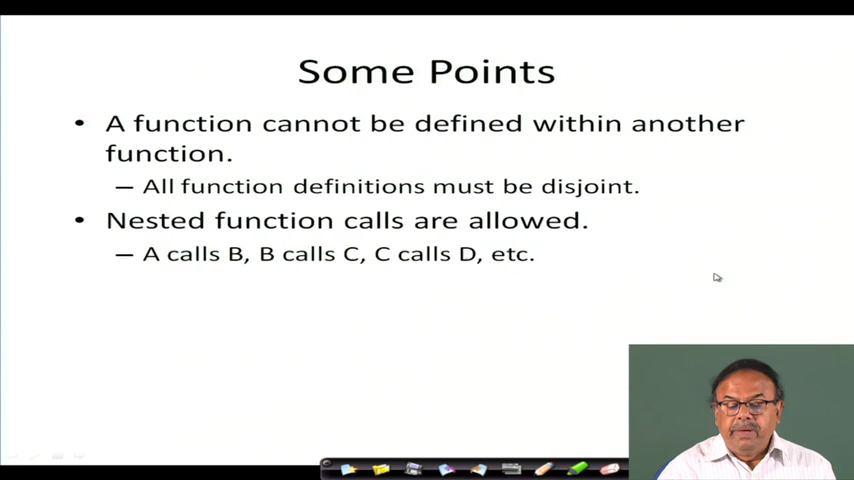 Some Points
• A function cannot be defined within another
function.
– All function definitions must be disjoint.
• Nested function calls are allowed.
– A calls B, B calls C, C calls D, etc.